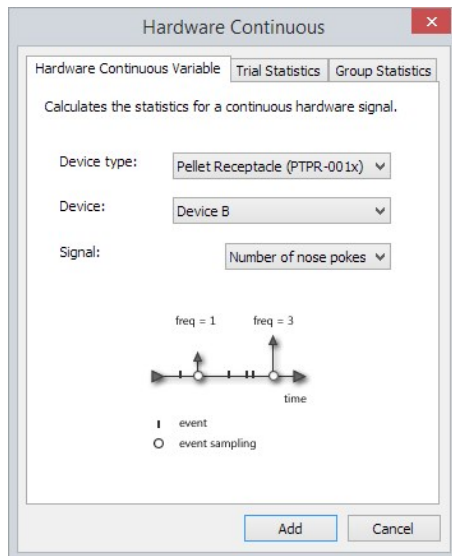 Hardware Continuous
Hardware Continuous Variable Trial Statistics Group Statistics
Calculates the statistics for a continuous hardware signal.
Device type: Pellet Receptacle (PTPR-001x)
Device: Device B
Signal: Number of nose pokes
freq = 1 freq = 3
time
event
event sampling
Add Cancel